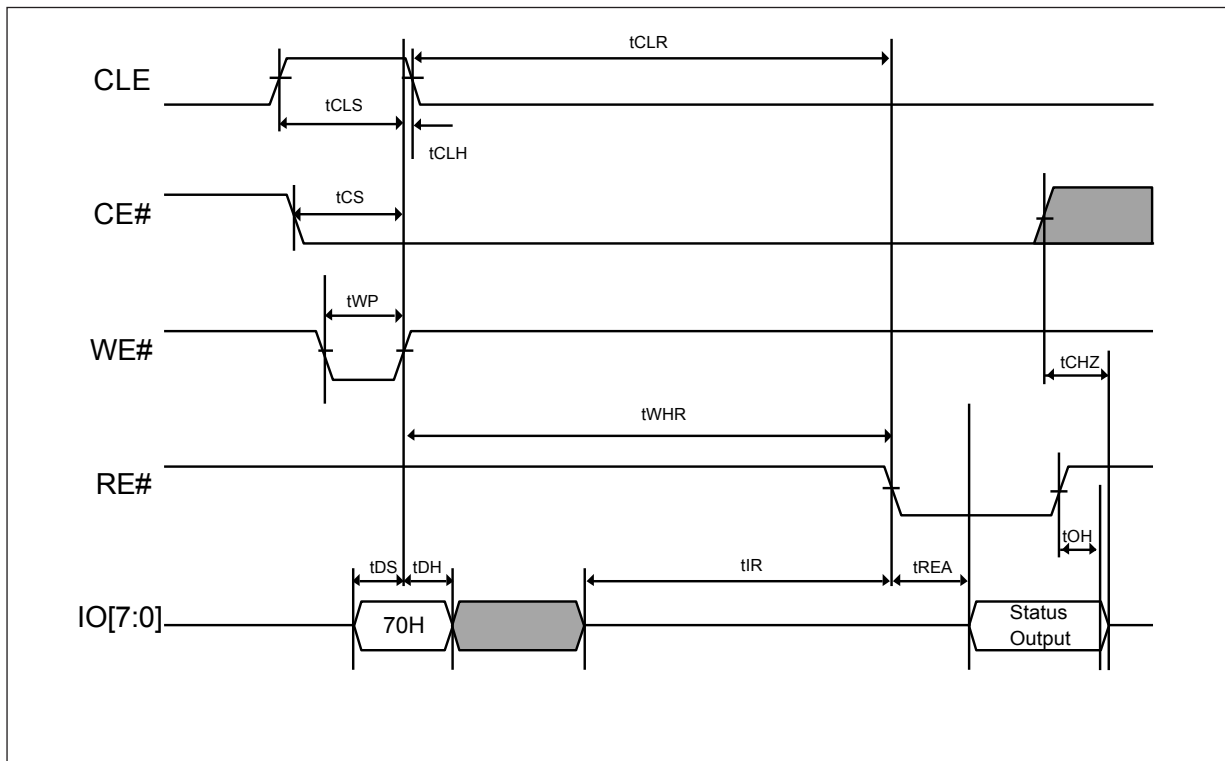 tCLR
CLE
tCLS
tCLH
tCS
CE#
tWP
WE#
tCHZ
tWHR
RE#
tOH
tDS
tDH
tIR
tREA
IO[7:0]
70H
Status
Output